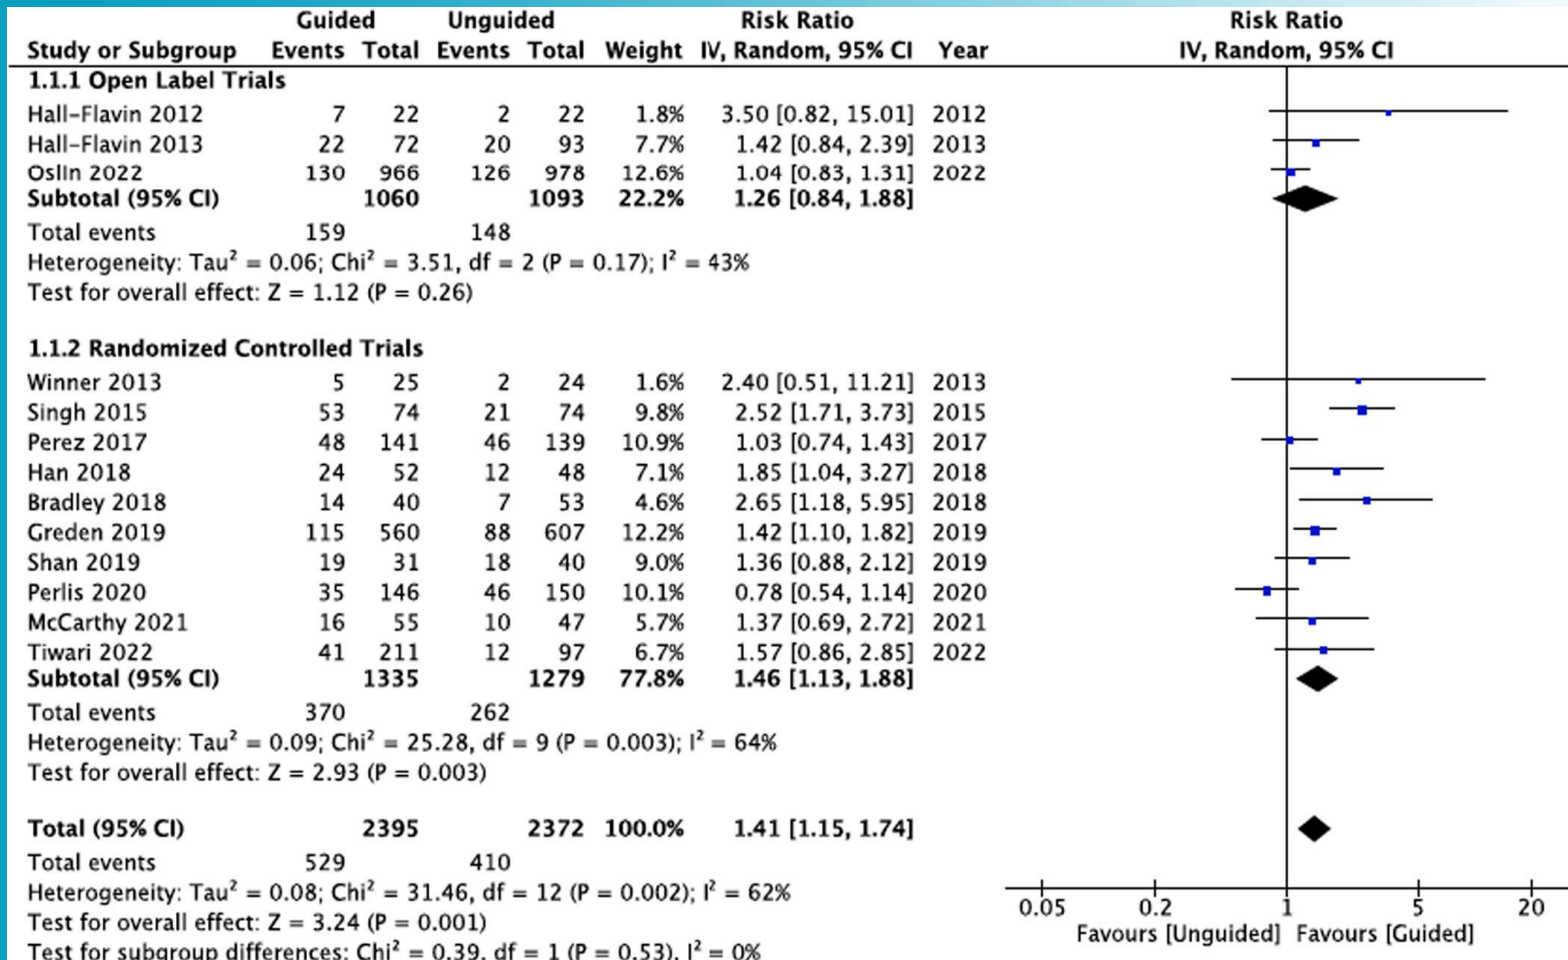 Guided Unguided Risk Ratio Risk Ratio
Study or Subgroup Events Total Events Total Weight IV, Random, 95% CI Year IV, Random, 95% CI
1.1.1 Open Label Trials
Hall-Flavin 2012 7 22 2 22 1.8% 3.50 [0.82, 15.01] 2012
Hall-Flavin 2013 22 72 20 93 7.7% 1.42 [0.84, 2.39] 2013
Oslin 2022 130 966 126 978 12.6% 1.04 [0.83, 1.31] 2022
Subtotal (95% CI) 1060 1093 22.2% 1.26 [0.84, 1.88]
Total events 159 148
Heterogeneity: Tau² = 0.06; Chi² = 3.51, df = 2 (P = 0.17); I² = 43%
Test for overall effect: Z = 1.12 (P = 0.26)
1.1.2 Randomized Controlled Trials
Winner 2013 5 25 2 24 1.6% 2.40 [0.51, 11.21] 2013
Singh 2015 53 74 21 74 9.8% 2.52 [1.71, 3.73] 2015
Perez 2017 48 141 46 139 10.9% 1.03 [0.74, 1.43] 2017
Han 2018 24 52 12 48 7.1% 1.85 [1.04, 3.27] 2018
Bradley 2018 14 40 7 53 4.6% 2.65 [1.18, 5.95] 2018
Greden 2019 115 560 88 607 12.2% 1.42 [1.10, 1.82] 2019
Shan 2019 19 31 18 40 9.0% 1.36 [0.88, 2.12] 2019
Perlis 2020 35 146 46 150 10.1% 0.78 [0.54, 1.14] 2020
McCarthy 2021 16 55 10 47 5.7% 1.37 [0.69, 2.72] 2021
Tiwari 2022 41 211 12 97 6.7% 1.57 [0.86, 2.85] 2022
Subtotal (95% CI) 1335 1279 77.8% 1.46 [1.13, 1.88]
Total events 370 262
Heterogeneity: Tau² = 0.09; Chi² = 25.28, df = 9 (P = 0.003); I² = 64%
Test for overall effect: Z = 2.93 (P = 0.003)
Total (95% CI) 2395 2372 100.0% 1.41 [1.15, 1.74]
Total events 529 410
Heterogeneity: Tau² = 0.08; Chi² = 31.46, df = 12 (P = 0.002); I² = 62%
0.05 0.2 1 5 20
Test for overall effect: Z = 3.24 (P = 0.001)
Favours [Unguided] Favours [Guided]
Test for subgroup differences: Chi² = 0.39, df = 1 (P = 0.53), I² = 0%